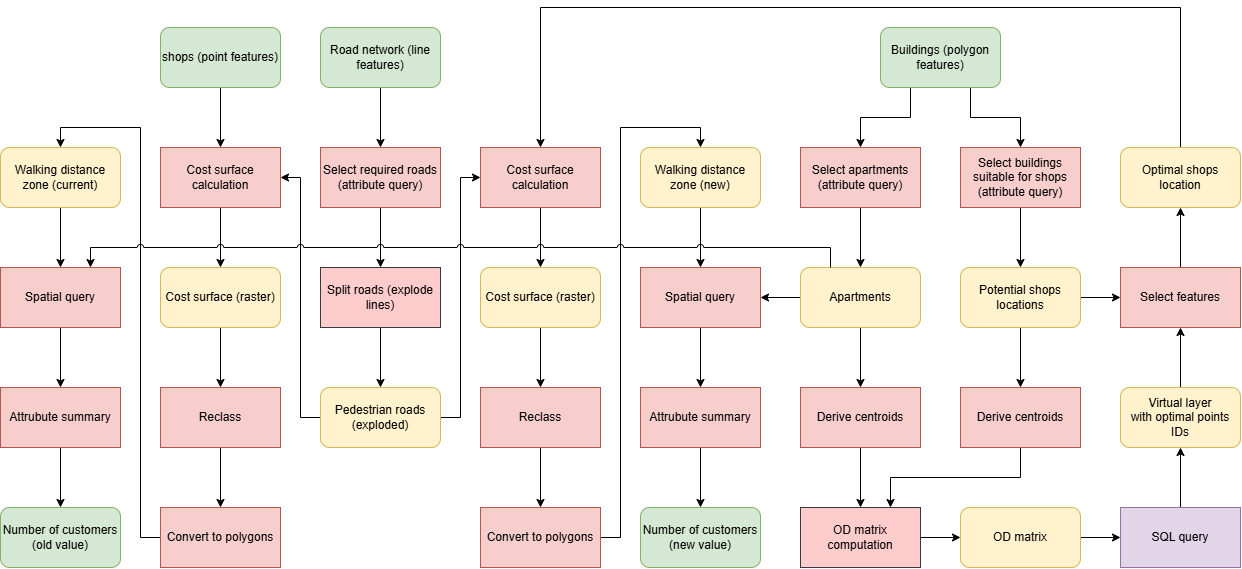 shops (point features)
Road network (line
features)
Buildings (polygon
features)
Walking distance
zone (current)
Cost surface
calculation
Select required roads
(attribute query)
Cost surface
calculation
Walking distance
zone (new)
Select apartments
(attribute query)
Select buildings
suitable for shops
(attribute query)
Optimal shops
location
Spatial query
Cost surface (raster)
Split roads (explode
lines)
Cost surface (raster)
Spatial query
Apartments
Potential shops
locations
Select features
Attrubute summary
Reclass
Pedestrian roads
(exploded)
Reclass
Attrubute summary
Derive centroids
Derive centroids
Virtual layer
with optimal points
IDs
Number of customers
(old value)
Convert to polygons
Convert to polygons
Number of customers
(new value)
OD matrix
computation
OD matrix
SQL query